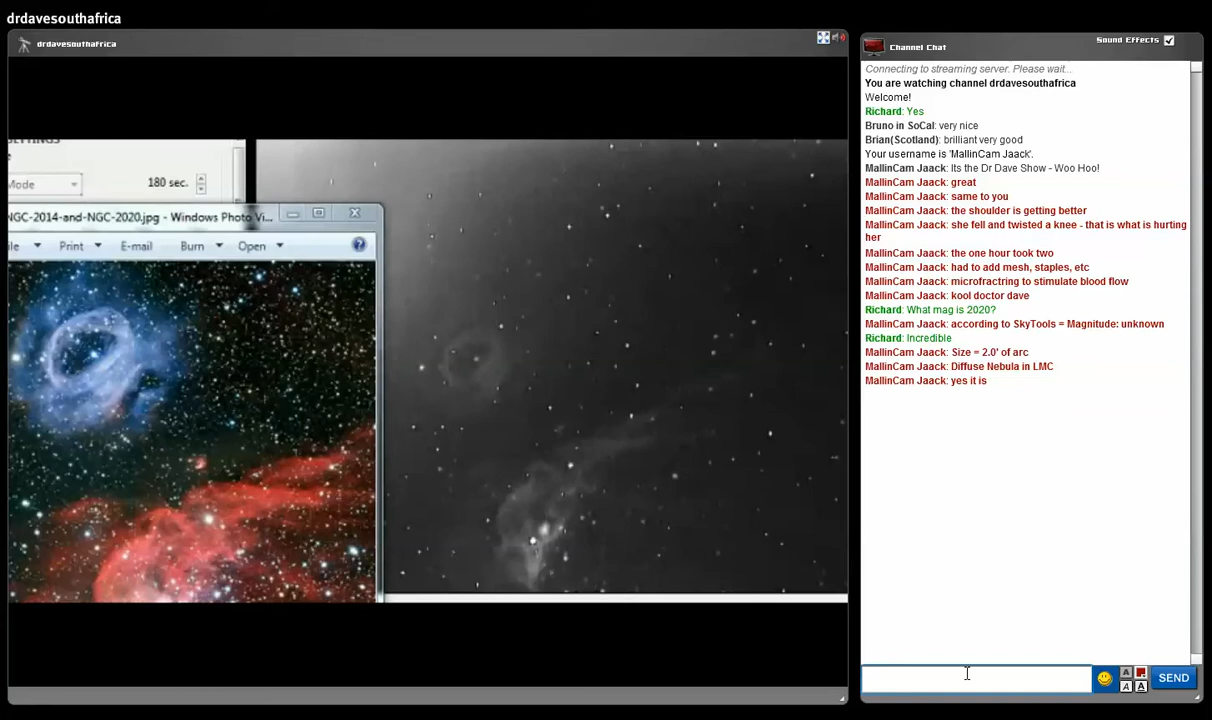 drdavesouthafrica
drdavesouthafrica
Mode
180 sec.
NGC-2014-and-NGC-2020.jpg - Windows Photo Vi...
Print
E-mail
Burn
Open
Channel Chat
Sound Effects
Connecting to streaming server. Please wait...
You are watching channel drdavesouthafrica
Welcome!
Richard: Yes
Bruno in SoCal: very nice
Brian(Scotland): brilliant very good
Your username is 'MallinCam Jaack'.
MallinCam Jaack: Its the Dr Dave Show - Woo Hoo!
MallinCam Jaack: great
MallinCam Jaack: same to you
MallinCam Jaack: the shoulder is getting better
MallinCam Jaack: she fell and twisted a knee - that is what is hurting
her
MallinCam Jaack: the one hour took two
MallinCam Jaack: had to add mesh, staples, etc
MallinCam Jaack: microfractring to stimulate blood flow
MallinCam Jaack: kool doctor dave
Richard: What mag is 2020?
MallinCam Jaack: according to SkyTools = Magnitude: unknown
Richard: Incredible
MallinCam Jaack: Size = 2.0' of arc
MallinCam Jaack: Diffuse Nebula in LMC
MallinCam Jaack: yes it is
A
A A
SEND